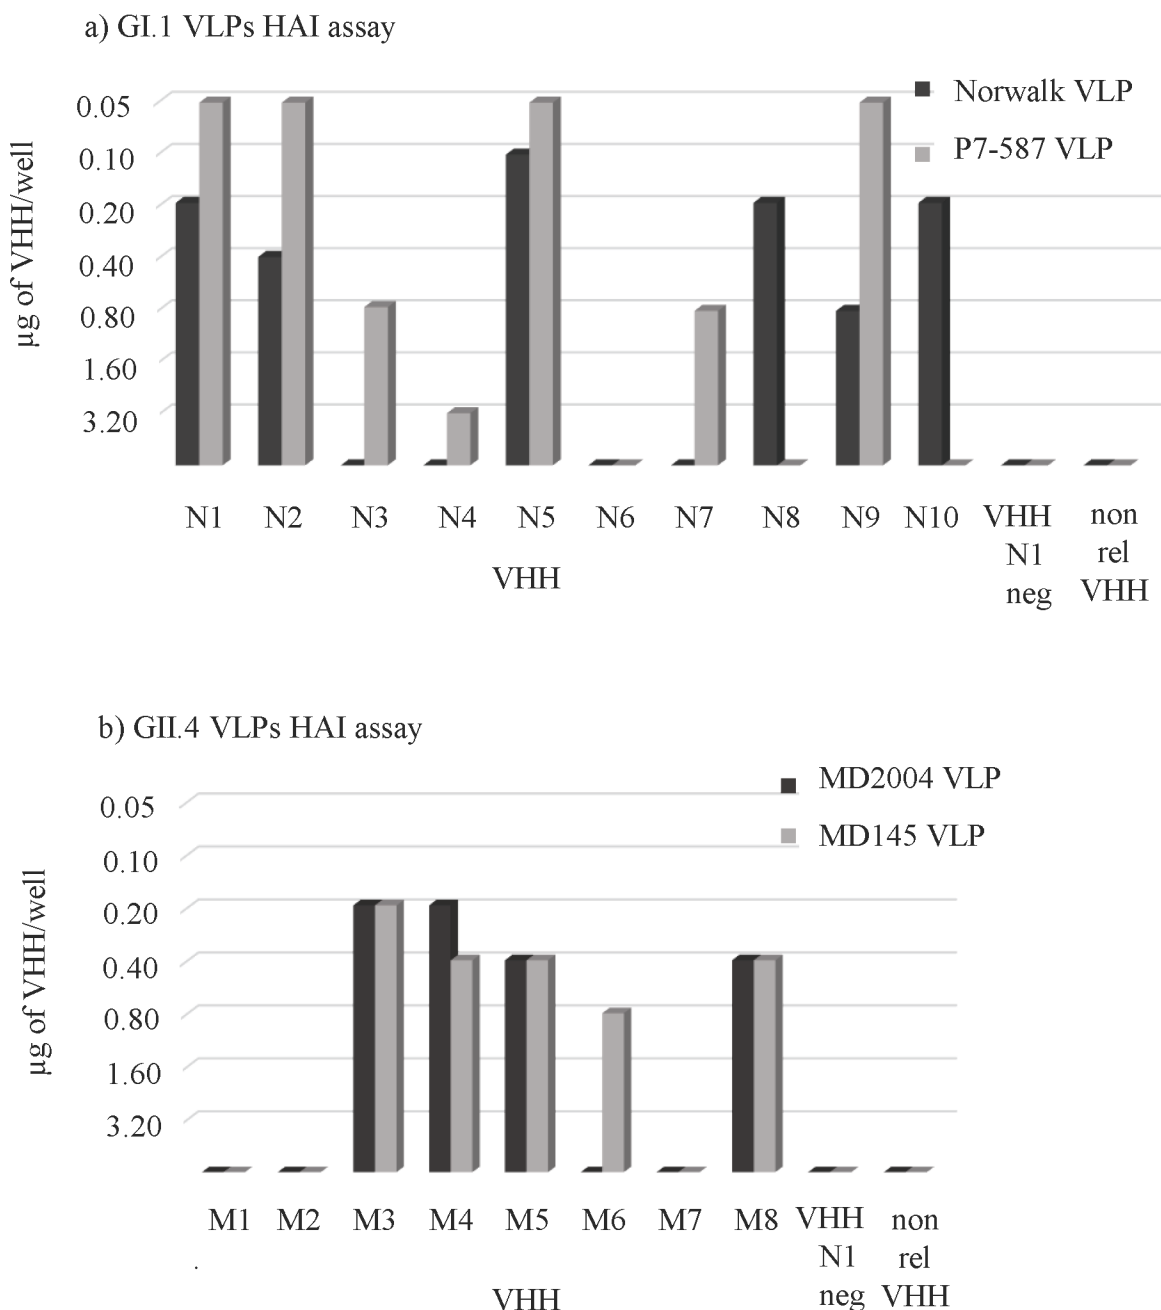 a) GI.1 VLPs HAI assay
Norwalk VLP
P7-587 VLP
µg of VHH/well
0.05
0.10
0.20
0.40
0.80
1.60
3.20
N1 N2 N3 N4 N5 N6 N7 N8 N9 N10 VHH non
N1 rel
neg VHH
VHH
b) GII.4 VLPs HAI assay
MD2004 VLP
MD145 VLP
µg of VHH/well
0.05
0.10
0.20
0.40
0.80
1.60
3.20
M1 M2 M3 M4 M5 M6 M7 M8 VHH non
N1 rel
neg VHH
VHH